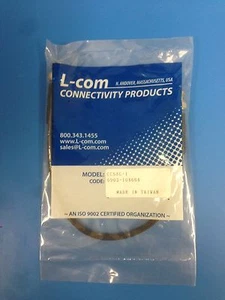 L-com
N. ANDOVER, MASSACHUSETTS, USA
CONNECTIVITY PRODUCTS
800.343.1455
www.L-com.com
sales@L-com.com
MODEL:
CODE:
MADE IN TAIWAN
~ AN ISO 9002 CERTIFIED ORGANIZATION ~